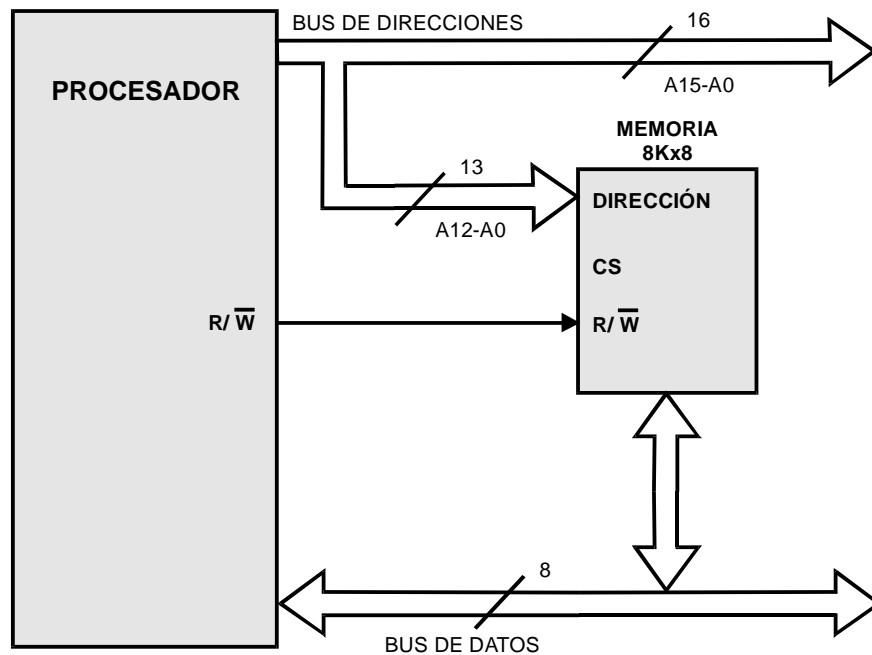 BUS DE DIRECCIONES
16
PROCESADOR
A15-A0
MEMORIA
8Kx8
13
DIRECCIÓN
A12-A0
CS
R/ W̅
R/ W̅
8
BUS DE DATOS